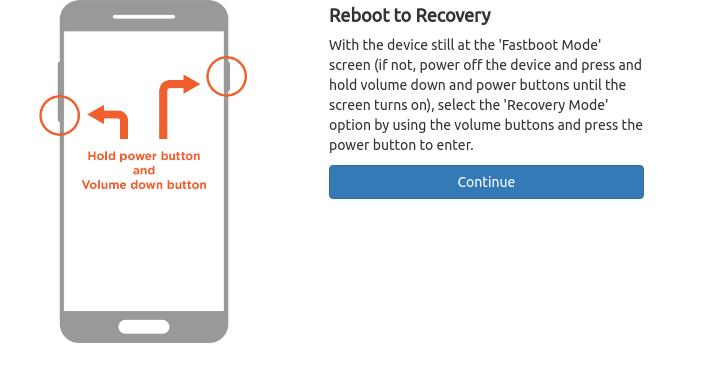 Reboot to Recovery
With the device still at the 'Fastboot Mode'
screen (if not, power off the device and press and
hold volume down and power buttons until the
screen turns on), select the 'Recovery Mode'
option by using the volume buttons and press the
power button to enter.
Continue
Hold power button
and
Volume down button